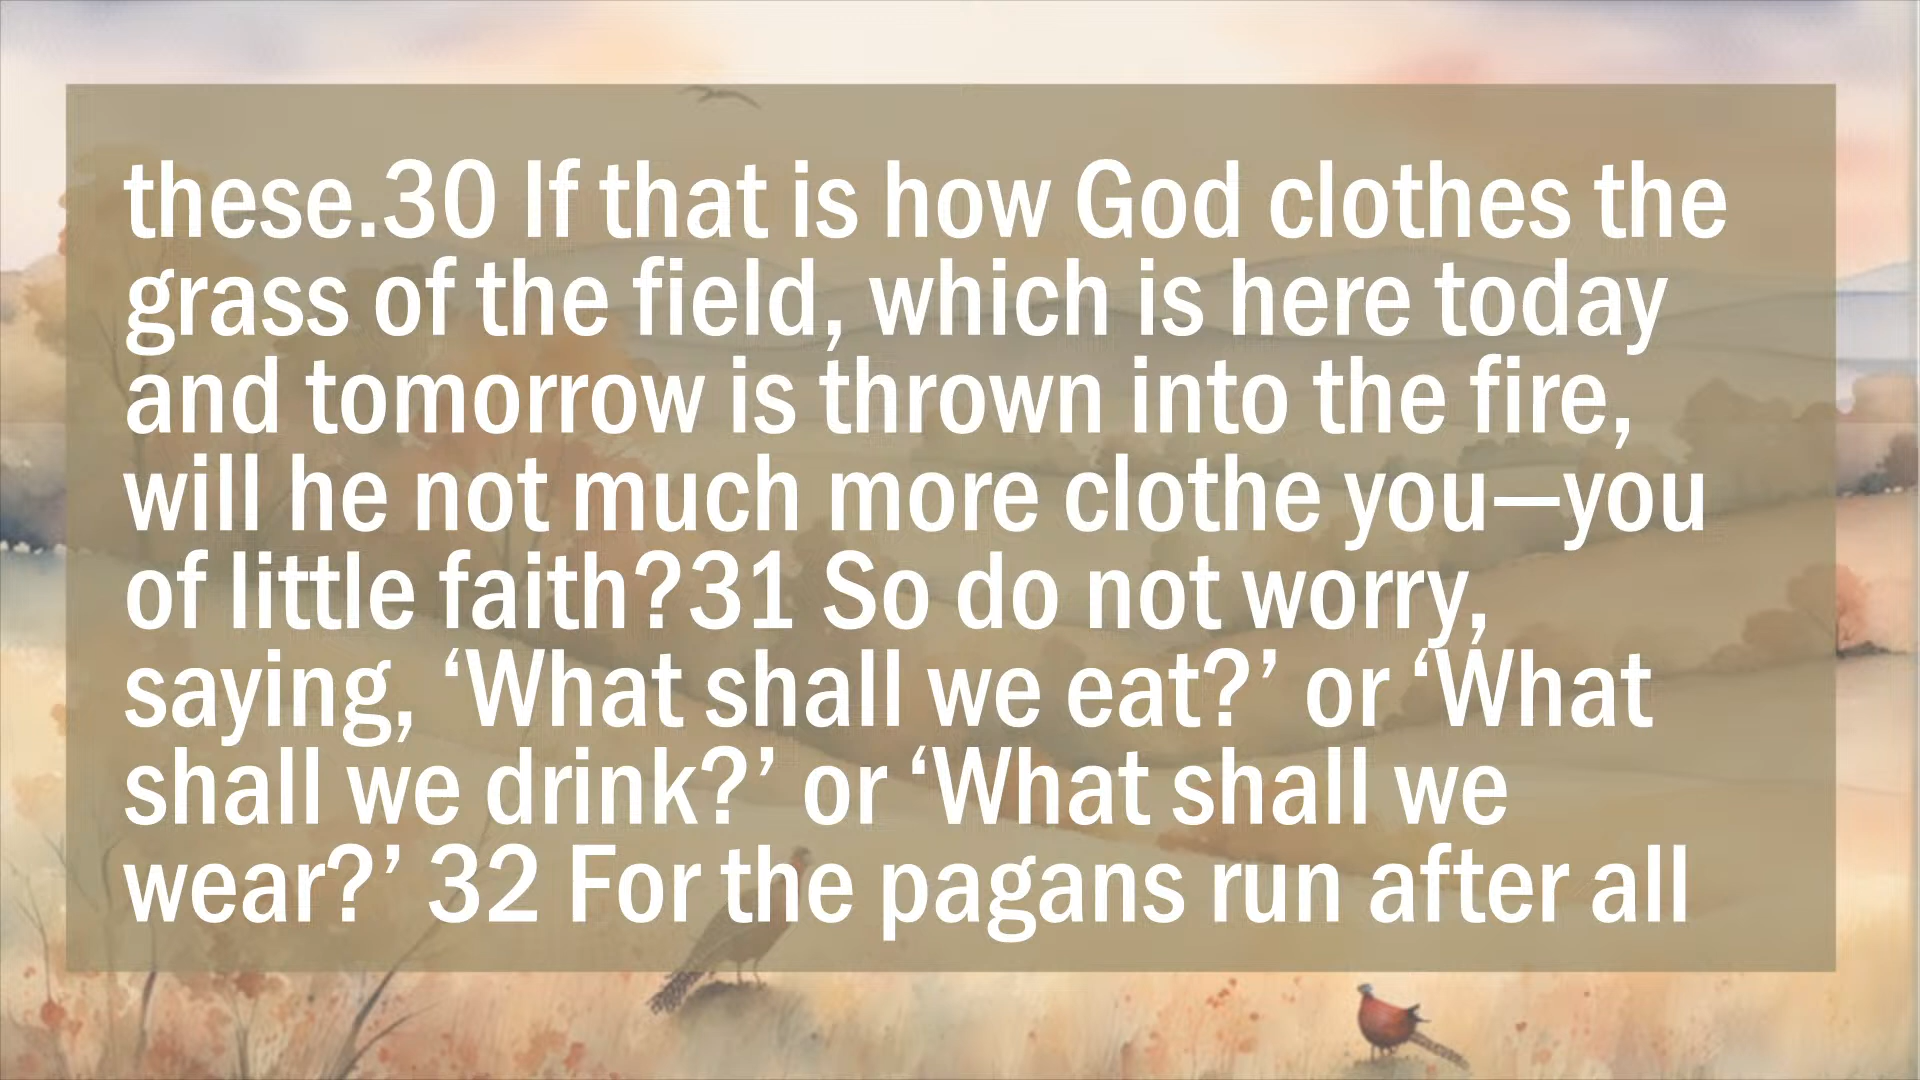 these.30 If that is how God clothes the
grass of the field, which is here today
and tomorrow is thrown into the fire,
will he not much more clothe you—you
of little faith?31 So do not worry,
saying, ‘What shall we eat?’ or ‘What
shall we drink?’ or ‘What shall we
wear?’ 32 For the pagans run after all